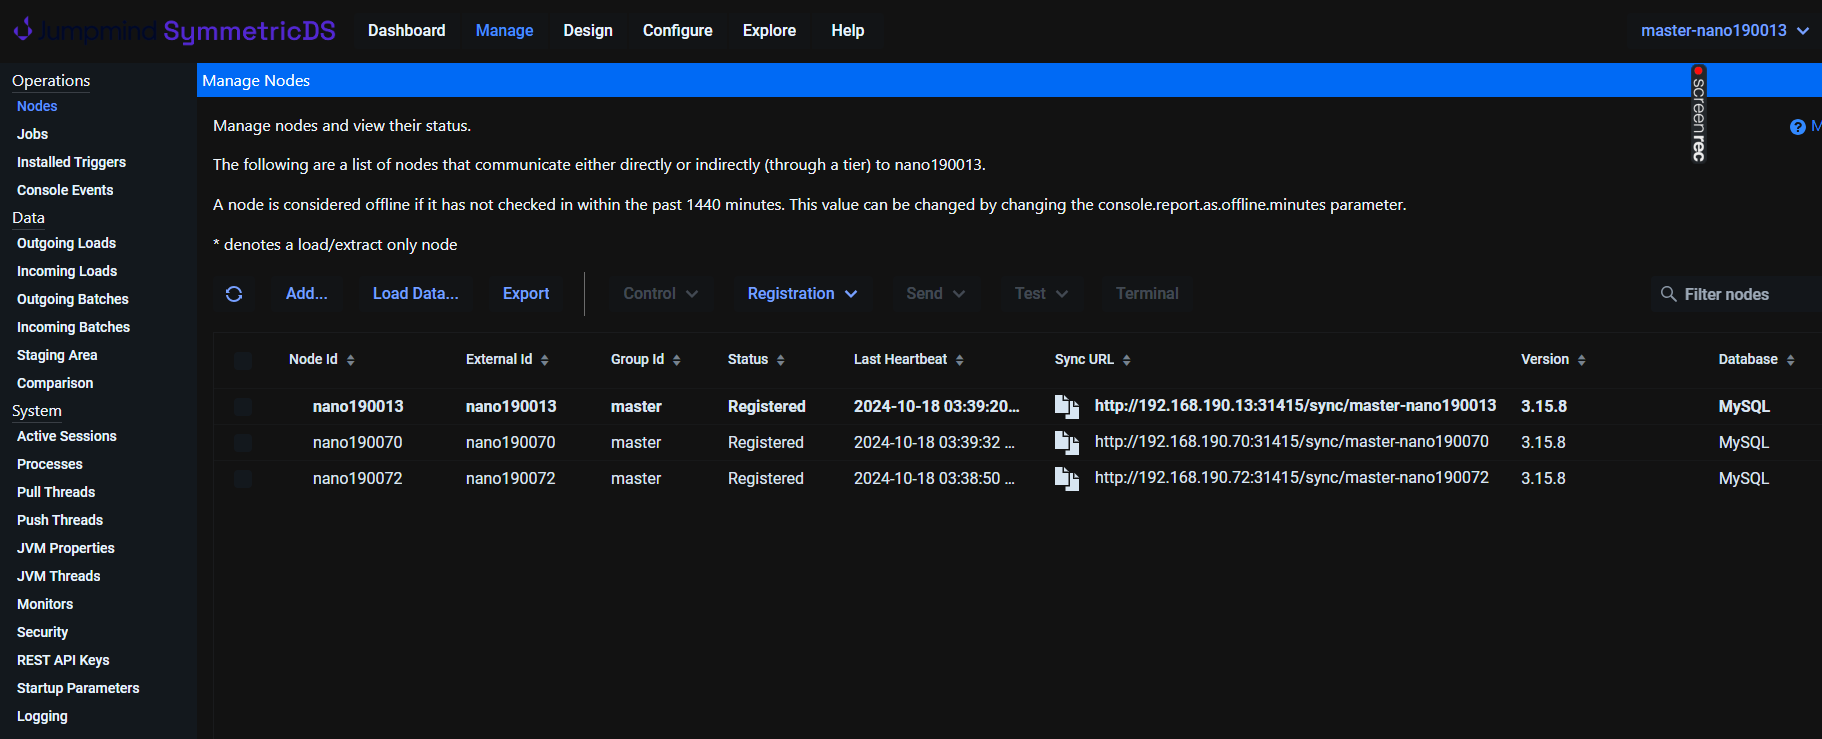 Jumpmind SymmetricDS Dashboard Manage Design Configure Explore Help master-nano190013
Operations
Nodes
Jobs
Installed Triggers
Console Events
Data
Outgoing Loads
Incoming Loads
Outgoing Batches
Incoming Batches
Staging Area
Comparison
System
Active Sessions
Processes
Pull Threads
Push Threads
JVM Properties
JVM Threads
Monitors
Security
REST API Keys
Startup Parameters
Logging
Manage Nodes
screenrec
Manage nodes and view their status.
? M
The following are a list of nodes that communicate either directly or indirectly (through a tier) to nano190013.
A node is considered offline if it has not checked in within the past 1440 minutes. This value can be changed by changing the console.report.as.offline.minutes parameter.
* denotes a load/extract only node
Add... Load Data... Export Control Registration Send Test Terminal Filter nodes
Node Id External Id Group Id Status Last Heartbeat Sync URL Version Database
nano190013 nano190013 master Registered 2024-10-18 03:39:20... http://192.168.190.13:31415/sync/master-nano190013 3.15.8 MySQL
nano190070 nano190070 master Registered 2024-10-18 03:39:32 ... http://192.168.190.70:31415/sync/master-nano190070 3.15.8 MySQL
nano190072 nano190072 master Registered 2024-10-18 03:38:50 ... http://192.168.190.72:31415/sync/master-nano190072 3.15.8 MySQL